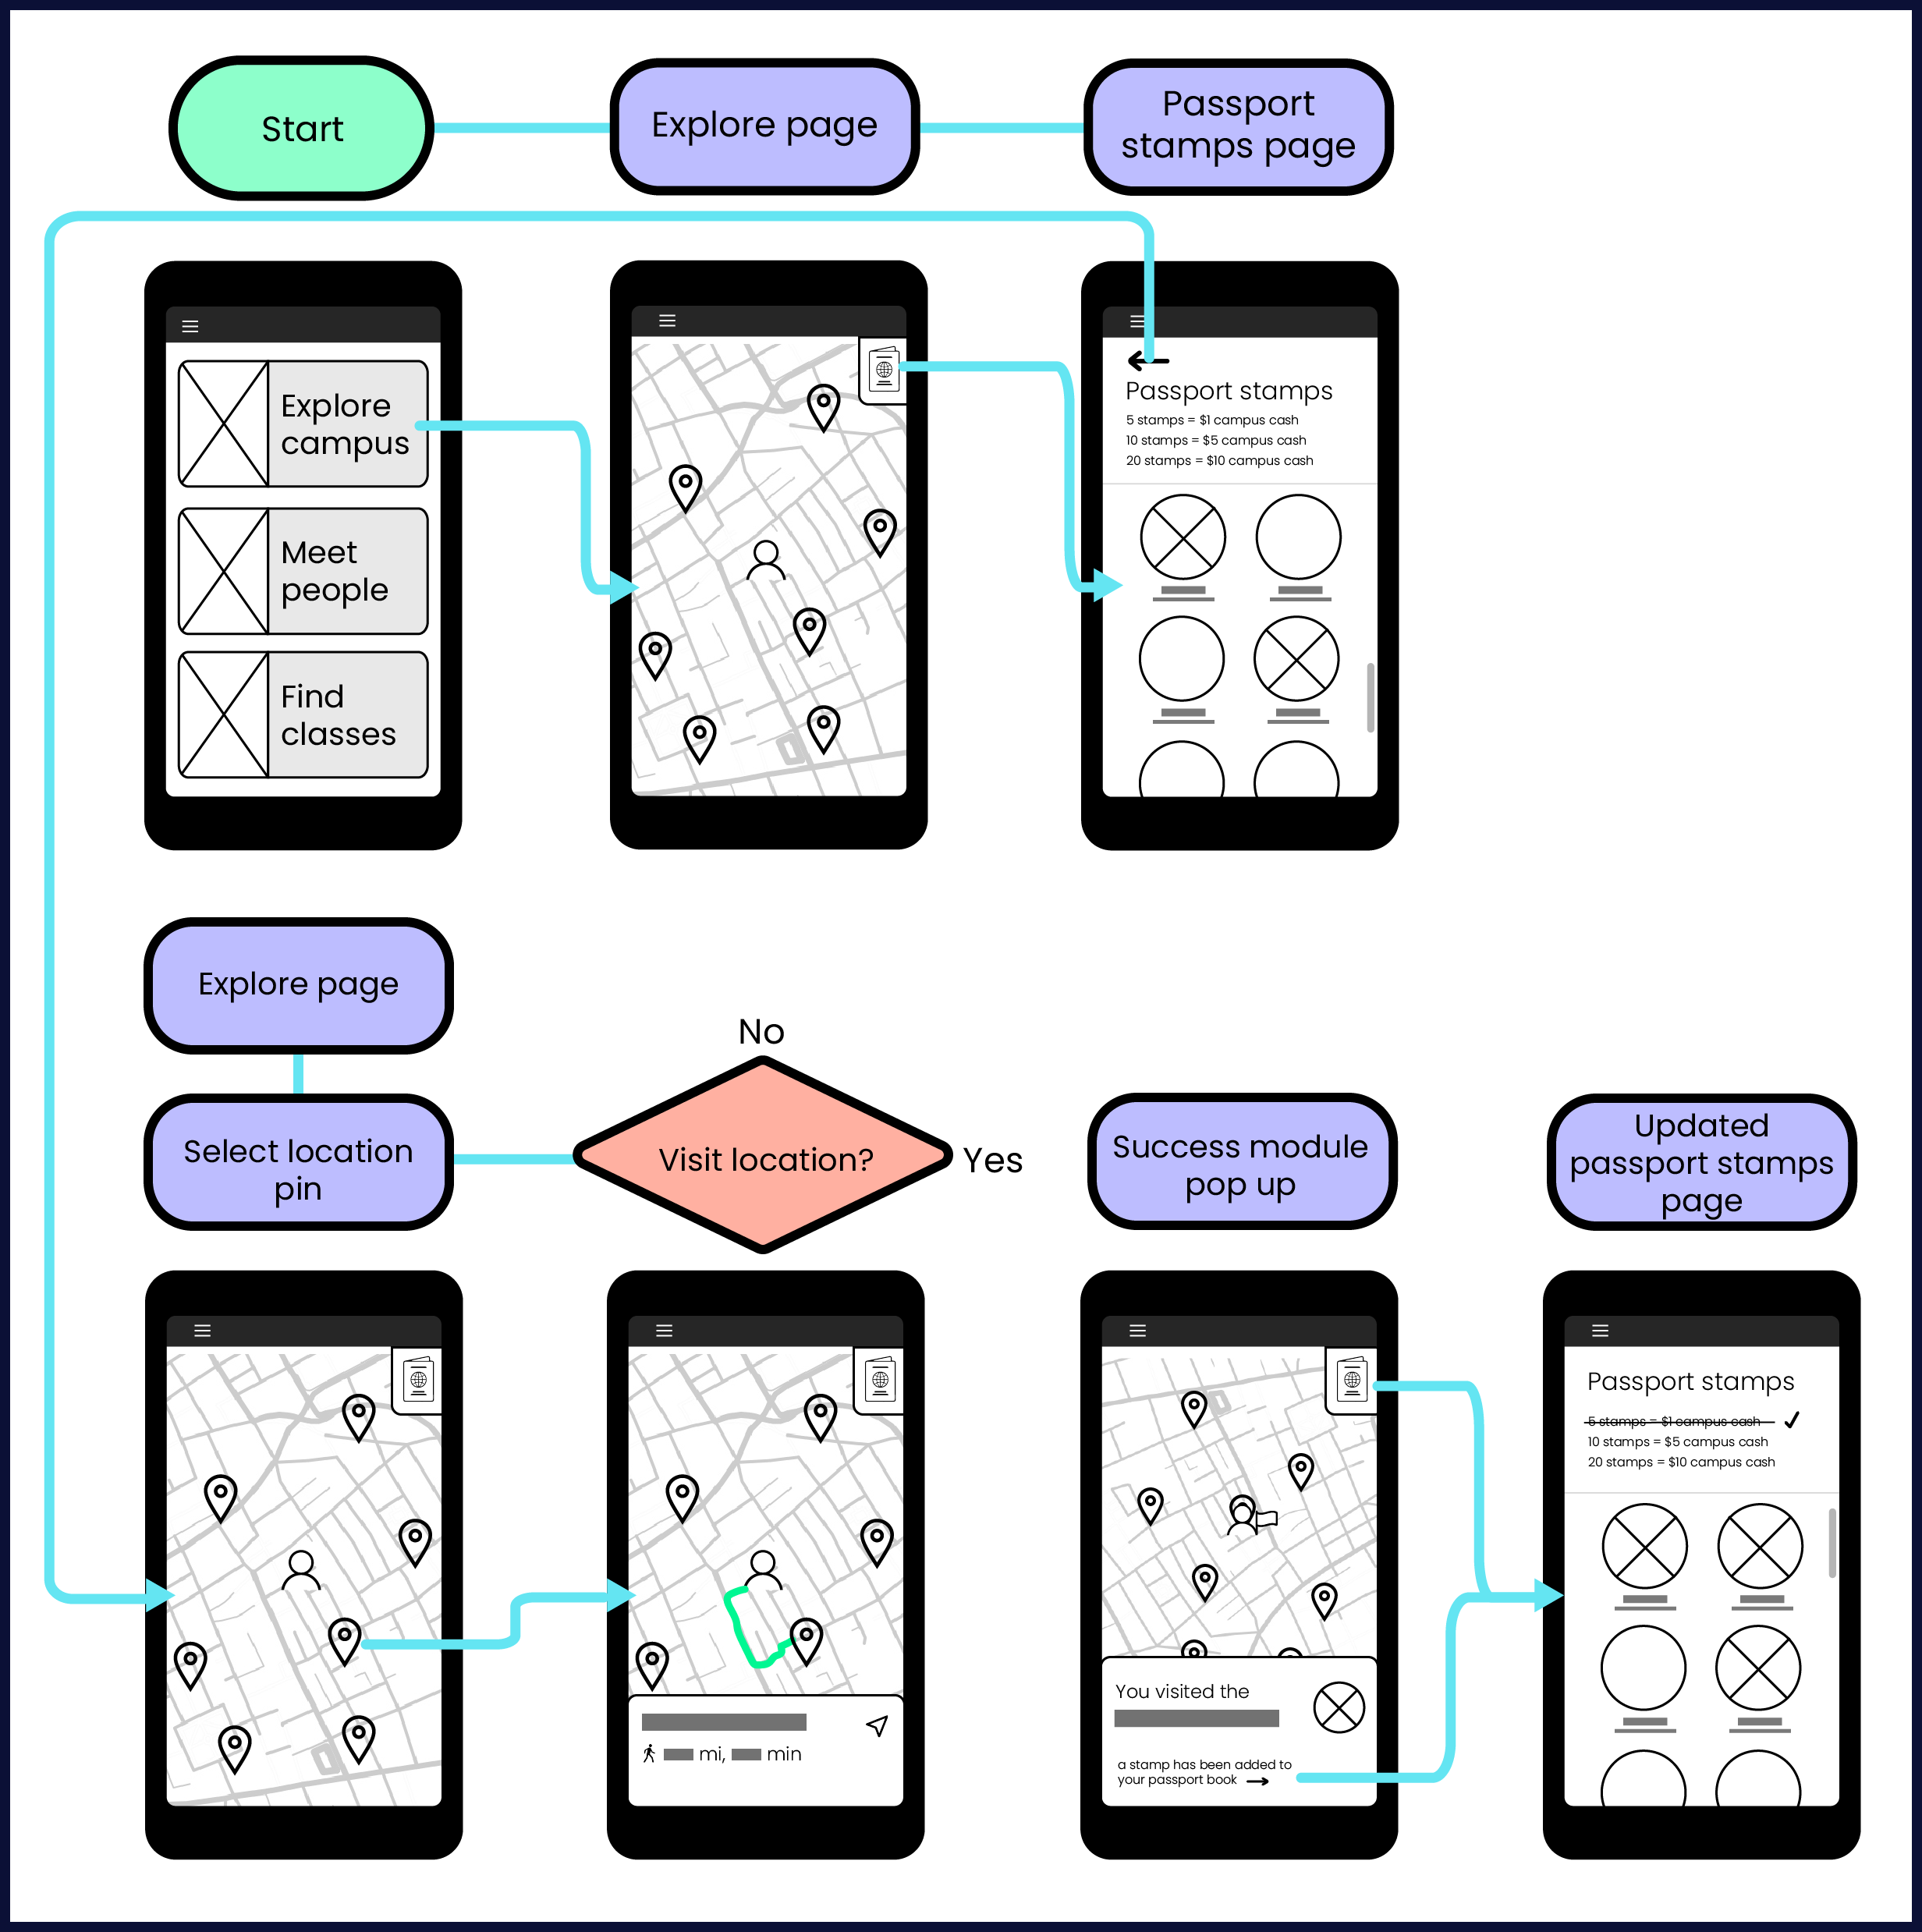 Start
Explore page
Passport
stamps page
Explore
campus
Meet
people
Find
classes
Passport stamps
5 stamps = $1 campus cash
10 stamps = $5 campus cash
20 stamps = $10 campus cash
Explore page
Select location
pin
No
Visit location?
Yes
Success module
pop up
Updated
passport stamps
page
mi, min
You visited the
a stamp has been added to
your passport book
Passport stamps
5 stamps = $1 campus cash
10 stamps = $5 campus cash
20 stamps = $10 campus cash